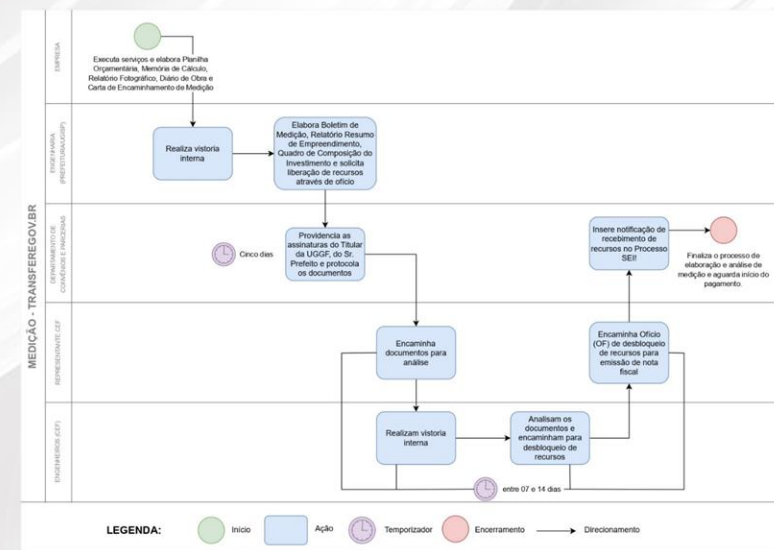 MEDIÇÃO - TRANSFEREGOV.BR
EMPRESA
Executa serviços e elabora Planilha
Orçamentária, Memória de Cálculo,
Relatório Fotográfico, Diário de Obra e
Carta de Encaminhamento de Medição
ENGENHARIA
(PREFEITURA/UGISP)
Realiza vistoria
interna
Elabora Boletim de
Medição, Relatório Resumo
de Empreendimento,
Quadro de Composição do
Investimento e solicita
liberação de recursos
através de ofício
DEPARTAMENTO DE
CONVÊNIOS E PARCERIAS
Cinco dias
Providencia as
assinaturas do Titular
da UGGF, do Sr.
Prefeito e protocola
os documentos
Insere notificação de
recebimento de
recursos no Processo
SEI!
Finaliza o processo de
elaboração e análise de
medição e aguarda início do
pagamento.
REPRESENTANTE CEF
Encaminha
documentos para
análise
Encaminha Ofício
(OF) de desbloqueio
de recursos para
emissão de nota
fiscal
ENGENHEIROS (CEF)
Realizam vistoria
interna
Analisam os
documentos e
encaminham para
desbloqueio de
recursos
entre 07 e 14 dias
LEGENDA:
Início
Ação
Temporizador
Encerramento
Direcionamento